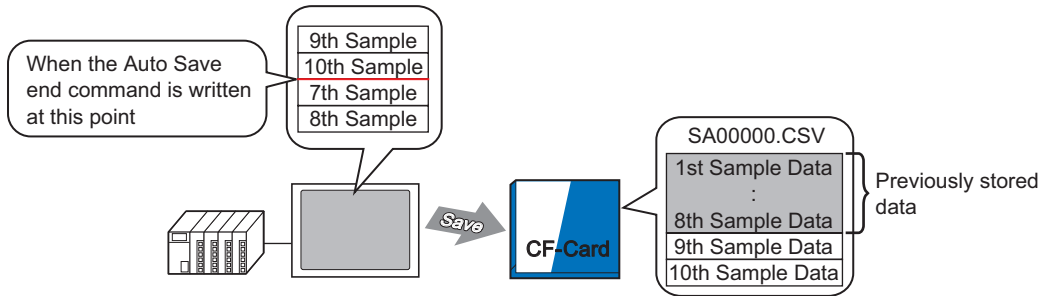 When the Auto Save
end command is written
at this point
9th Sample
10th Sample
7th Sample
8th Sample
Save
CF-Card
SA00000.CSV
1st Sample Data
:
8th Sample Data
9th Sample Data
10th Sample Data
Previously stored
data